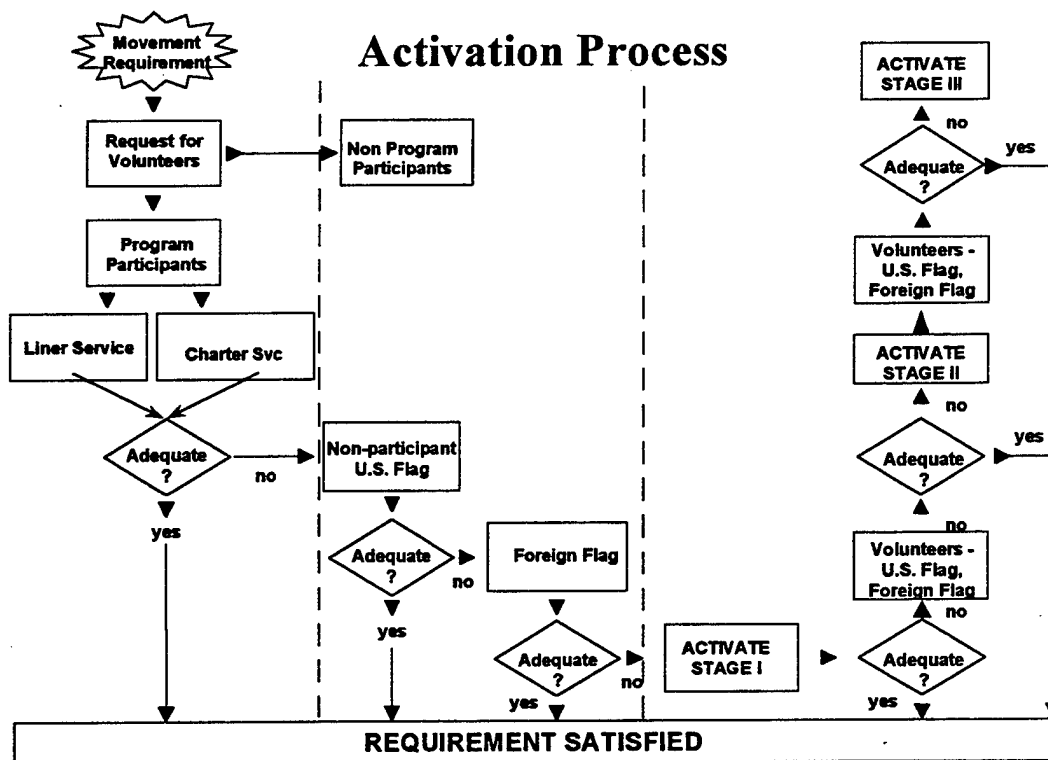 Activation Process
Movement
Requirement
Request for
Volunteers
Non Program
Participants
Program
Participants
Liner Service
Charter Svc
Adequate
?
no
yes
Non-participant
U.S. Flag
Adequate
?
no
yes
Foreign Flag
Adequate
?
no
yes
ACTIVATE
STAGE I
Adequate
?
yes
no
Volunteers -
U.S. Flag,
Foreign Flag
no
Adequate
?
yes
no
ACTIVATE
STAGE II
Volunteers -
U.S. Flag,
Foreign Flag
Adequate
?
yes
no
ACTIVATE
STAGE III
REQUIREMENT SATISFIED